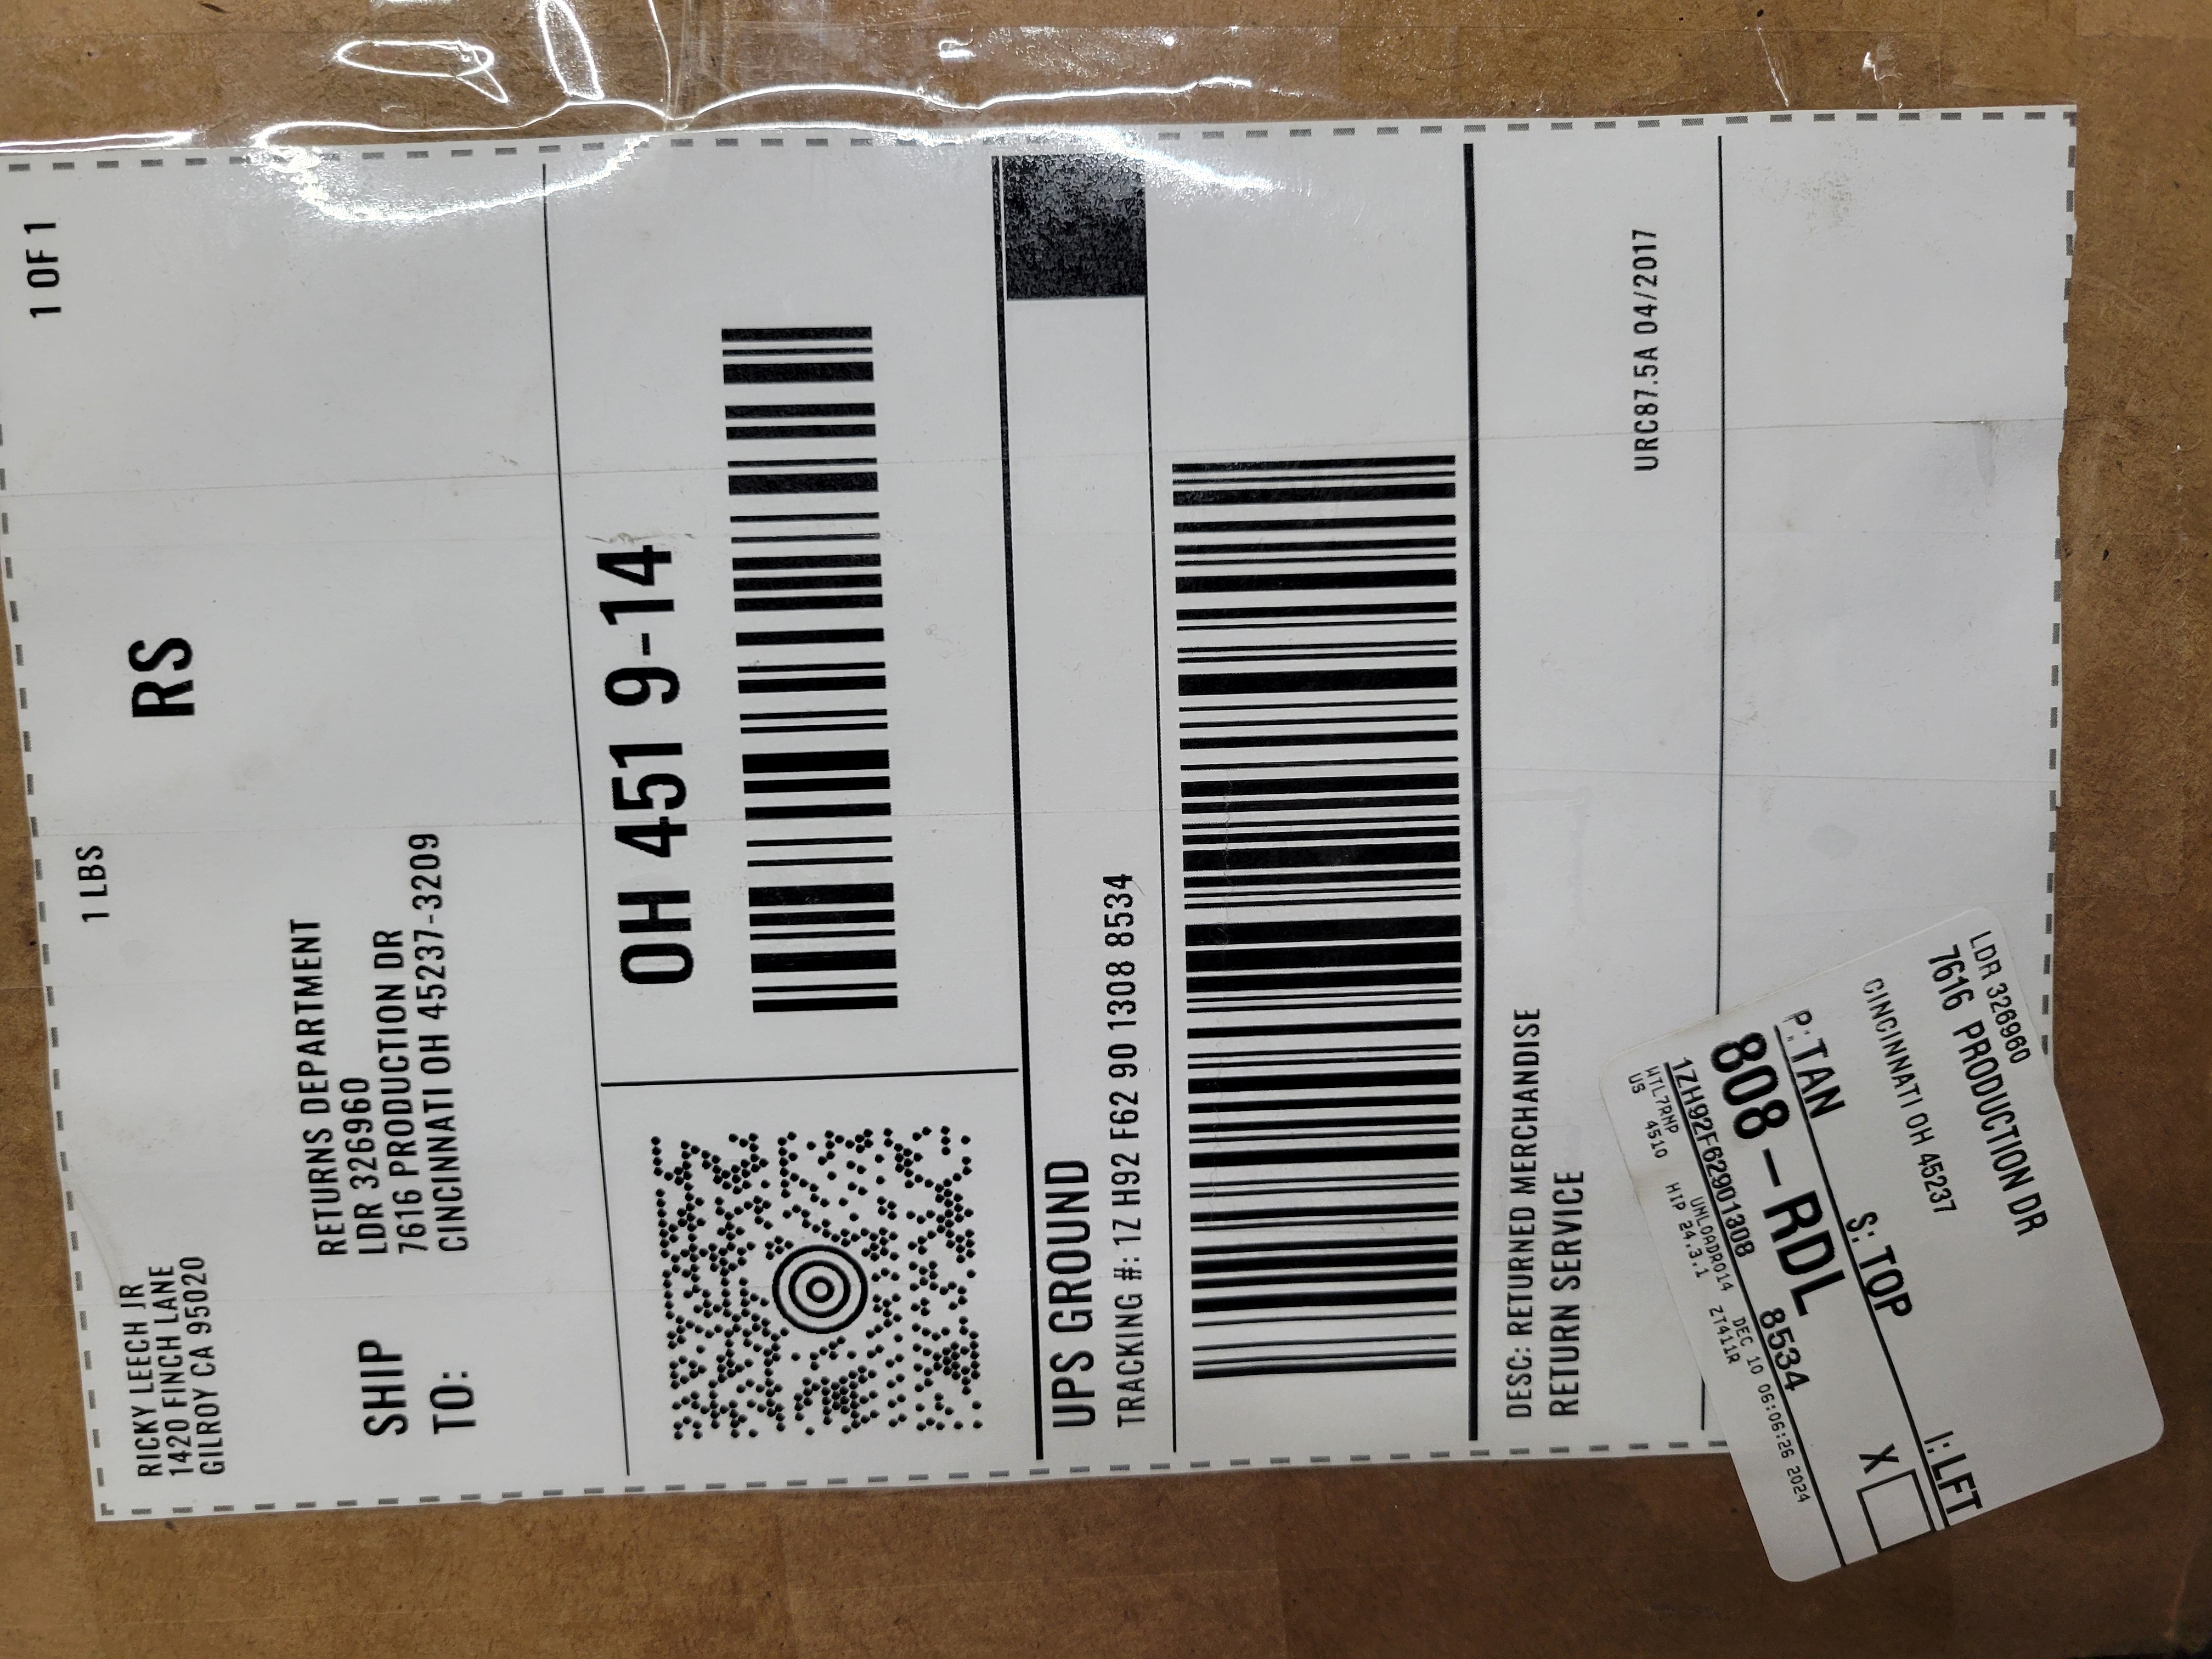 1 OF 1
1 LBS
RICKY LEECH JR
1420 FINCH LANE
GILROY CA 95020
RS
SHIP
TO:
RETURNS DEPARTMENT
LDR 326960
7616 PRODUCTION DR
CINCINNATI OH 45237-3209
OH 451 9-14
UPS GROUND
TRACKING #: 1Z H92 F62 90 1308 8534
DESC: RETURNED MERCHANDISE
RETURN SERVICE
URC87.5A 04/2017
LDR 326960
7616 PRODUCTION DR
CINCINNATI OH 45237
P: TAN S: TOP I: LFT
808-RDL X
1ZH92F62901308 8534
UNLOADR014 DEC 10 06:06:26 2024
WTL7RNP HIP 24.3.1 ZT411R
US 4510